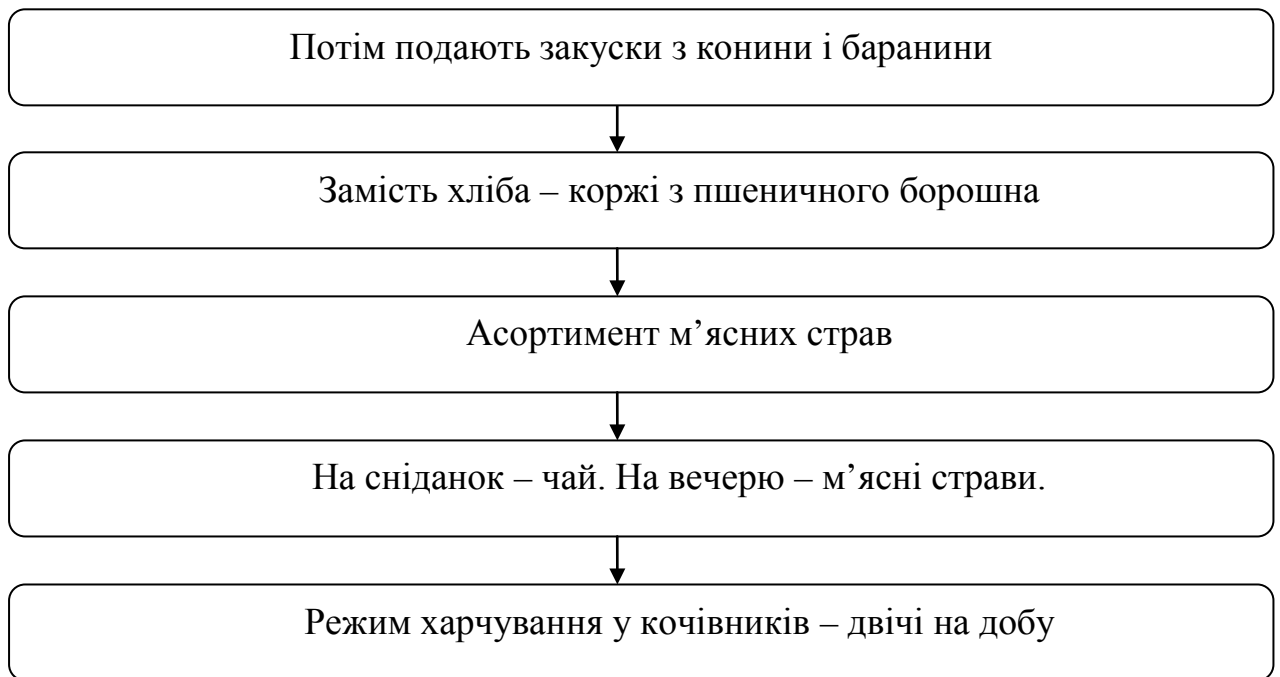 Потім подають закуски з конини і баранини
Замість хліба – коржі з пшеничного борошна
Асортимент м’ясних страв
На сніданок – чай. На вечерю – м’ясні страви.
Режим харчування у кочівників – двічі на добу